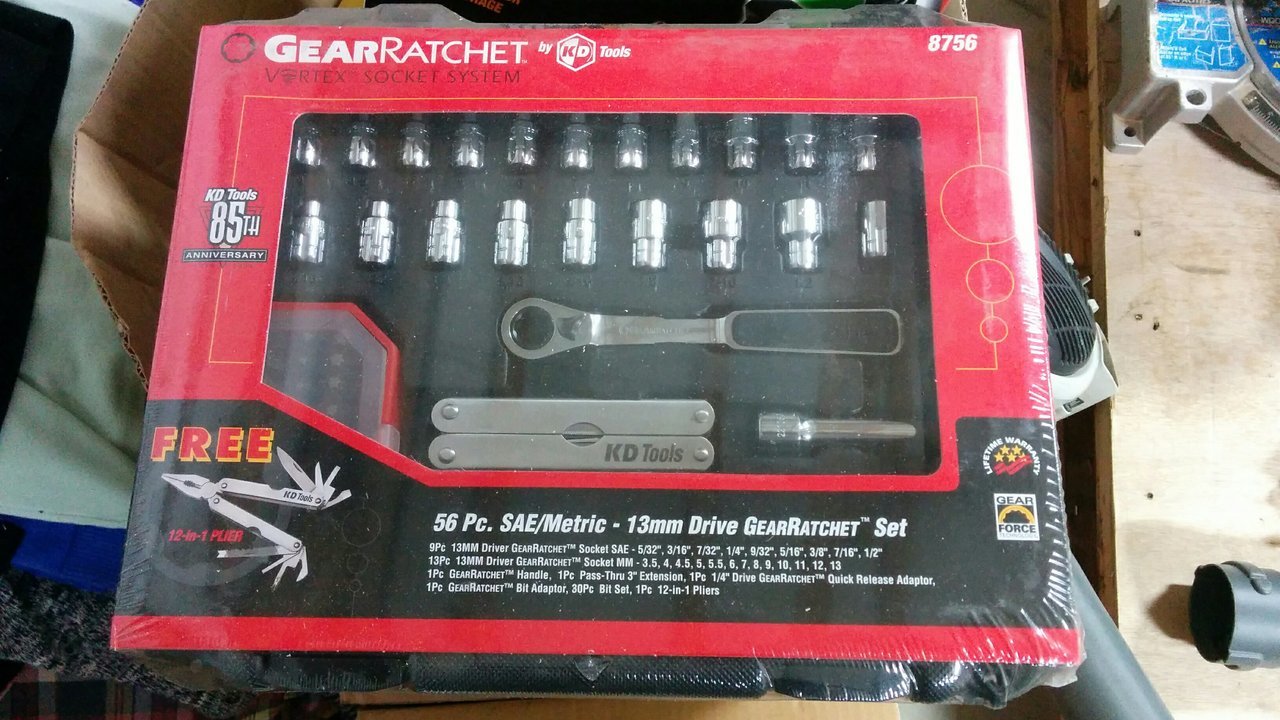 GEARRATCHET™ by KD Tools
8756
VORTEX™ SOCKET SYSTEM
KD Tools
85TH
ANNIVERSARY
KD Tools
FREE
KD Tools
12-in-1 PLIER
LIFETIME WARRANTY
GEAR
FORCE
TECHNOLOGY
56 Pc. SAE/Metric - 13mm Drive GEARRATCHET™ Set
9Pc 13MM Driver GEARRATCHET™ Socket SAE - 5/32", 3/16", 7/32", 1/4", 9/32", 5/16", 3/8", 7/16", 1/2"
13Pc 13MM Driver GEARRATCHET™ Socket MM - 3.5, 4, 4.5, 5, 5.5, 6, 7, 8, 9, 10, 11, 12, 13
1Pc GEARRATCHET™ Handle, 1Pc Pass-Thru 3" Extension, 1Pc 1/4" Drive GEARRATCHET™ Quick Release Adaptor,
1Pc GEARRATCHET™ Bit Adaptor, 30Pc Bit Set, 1Pc 12-in-1 Pliers